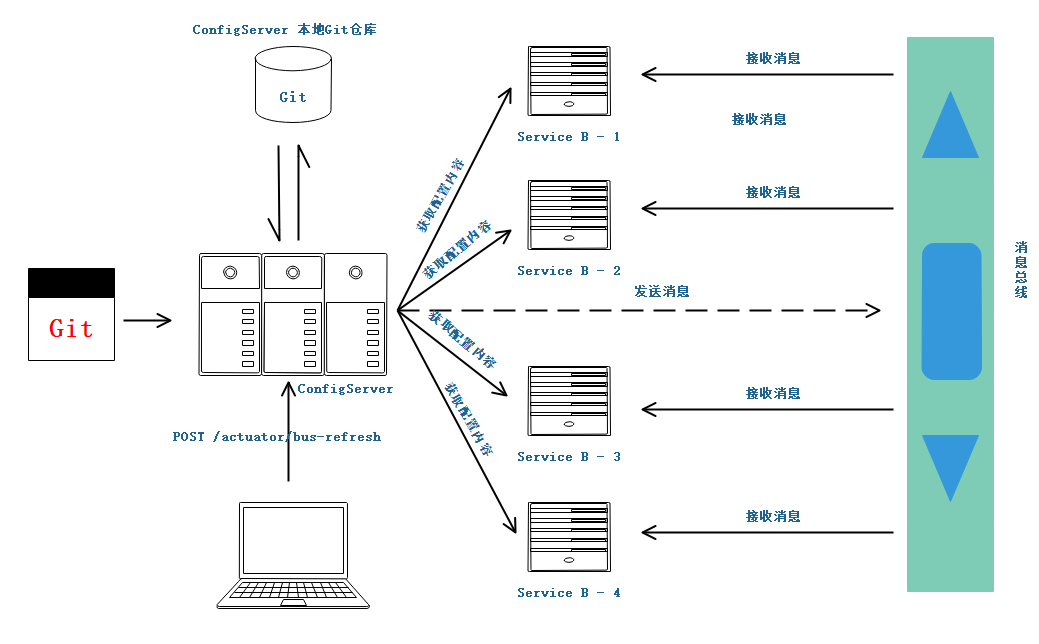 ConfigServer 本地Git仓库
Git
接收消息
Service B - 1
接收消息
获取配置内容
接收消息
获取配置内容
Service B - 2
消息总线
发送消息
Git
获取配置内容
ConfigServer
获取配置内容
接收消息
POST /actuator/bus-refresh
Service B - 3
接收消息
Service B - 4